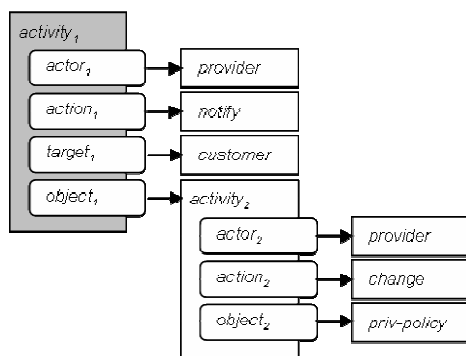 activity₁
actor₁ provider
action₁ notify
target₁ customer
object₁ activity₂
actor₂ provider
action₂ change
object₂ priv-policy